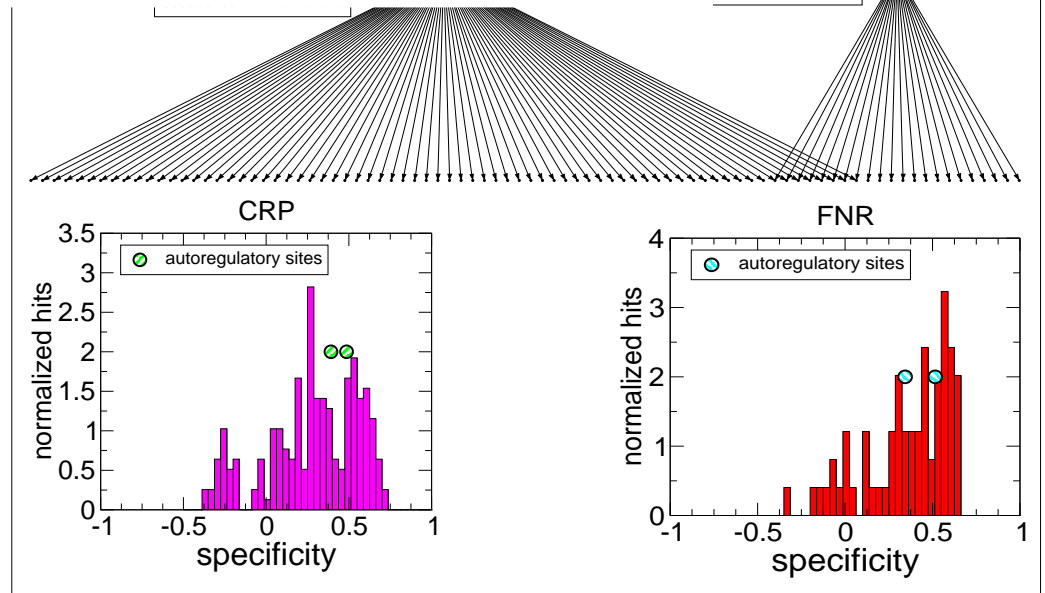 CRP
3.5
autoregulatory sites
3
2.5
2
1.5
1
0.5
0
normalized hits
-1
-0.5
0
0.5
1
specificity
FNR
4
autoregulatory sites
3
2
1
0
normalized hits
-1
-0.5
0
0.5
1
specificity